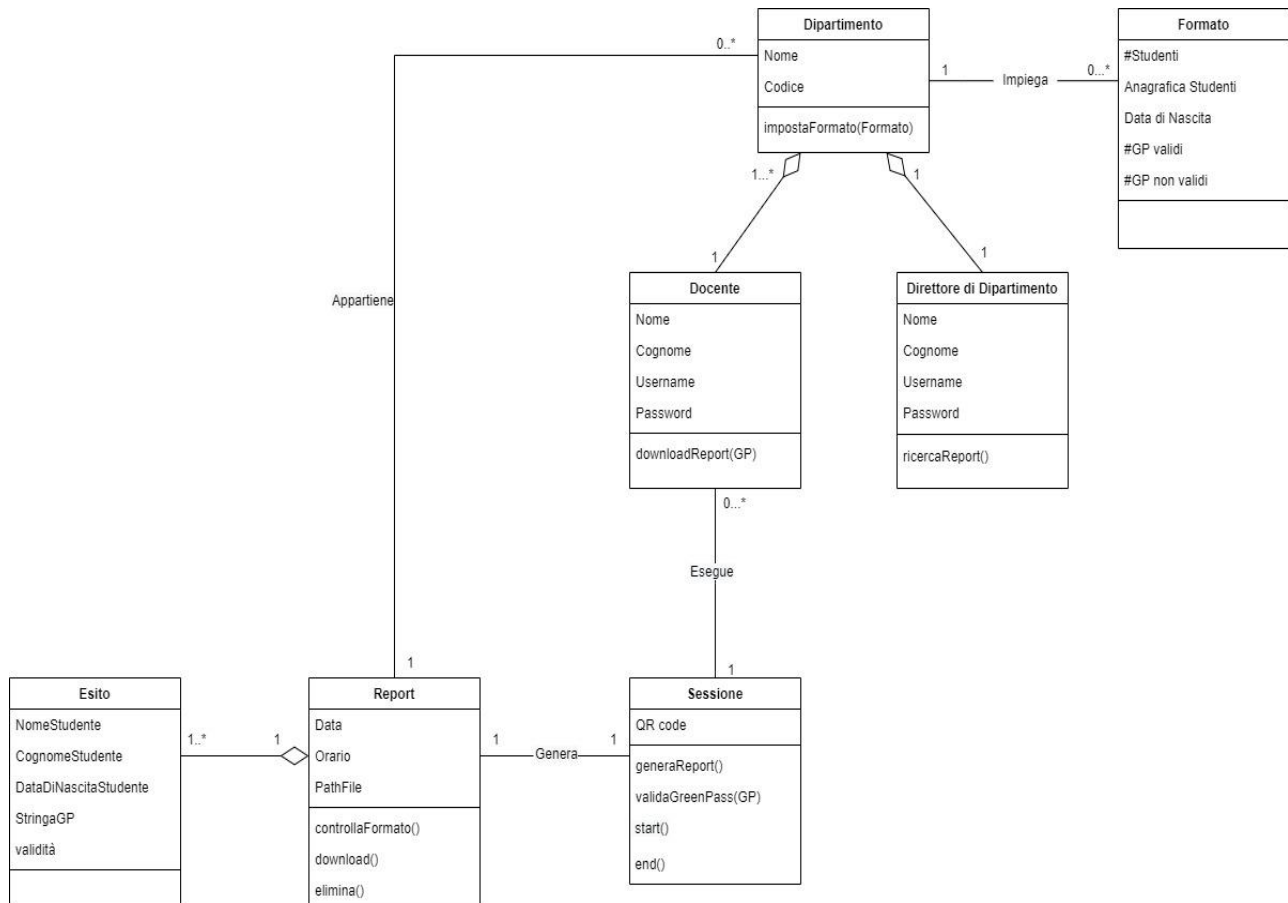 Dipartimento
Nome
Codice
impostaFormato(Formato)
Formato
#Studenti
Anagrafica Studenti
Data di Nascita
#GP validi
#GP non validi
1
Impiega
0...*
0..*
Appartiene
1
1...*
1
1
1
Docente
Nome
Cognome
Username
Password
downloadReport(GP)
Direttore di Dipartimento
Nome
Cognome
Username
Password
ricercaReport()
0...*
Esegue
1
Esito
NomeStudente
CognomeStudente
DataDiNascitaStudente
StringaGP
validità
1..*
1
Report
Data
Orario
PathFile
controllaFormato()
download()
elimina()
1
Genera
1
Sessione
QR code
generaReport()
validaGreenPass(GP)
start()
end()